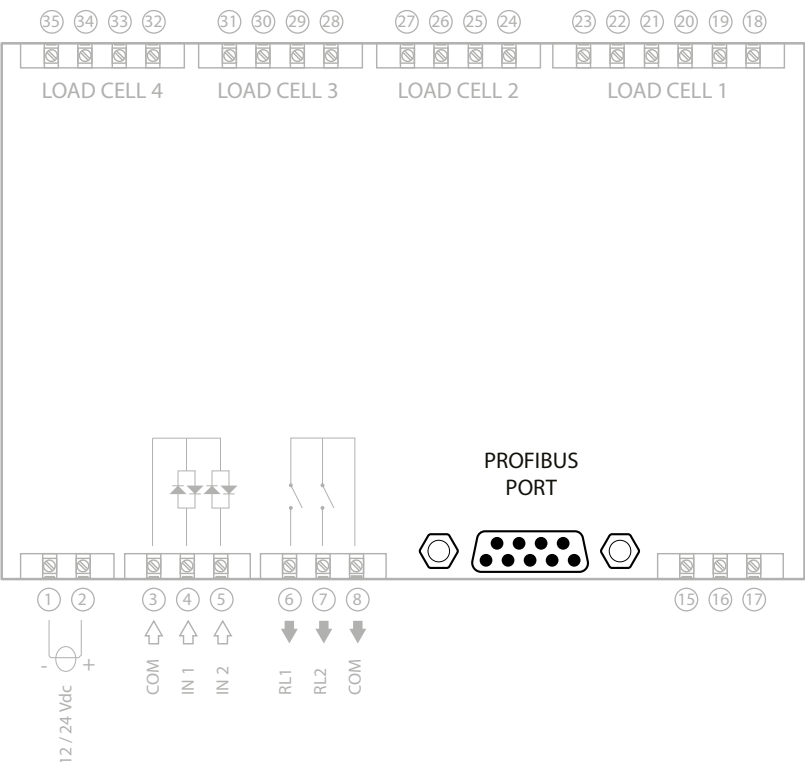 35 34 33 32 31 30 29 28 27 26 25 24 23 22 21 20 19 18
LOAD CELL 4 LOAD CELL 3 LOAD CELL 2 LOAD CELL 1
PROFIBUS
PORT
1 2 3 4 5 6 7 8 15 16 17
- +
COM
IN 1
IN 2
RL1
RL2
COM
12 / 24 Vdc